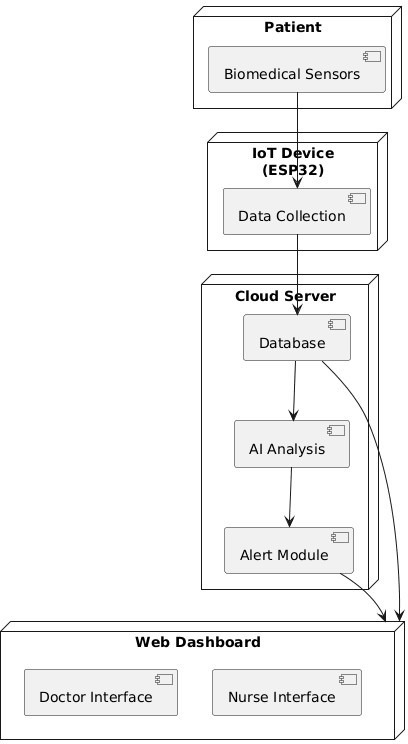 Patient
Biomedical Sensors
IoT Device
(ESP32)
Data Collection
Cloud Server
Database
AI Analysis
Alert Module
Web Dashboard
Doctor Interface
Nurse Interface